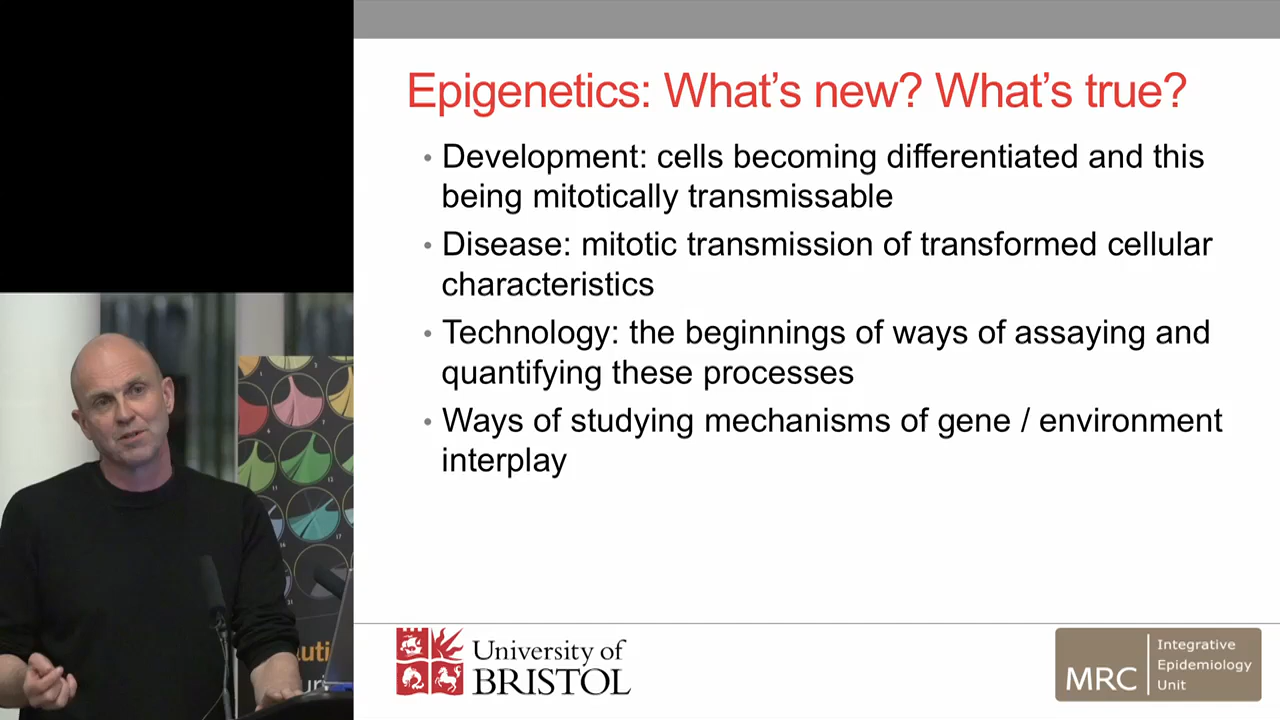 Epigenetics: What's new? What's true?
• Development: cells becoming differentiated and this
being mitotically transmissable
• Disease: mitotic transmission of transformed cellular
characteristics
• Technology: the beginnings of ways of assaying and
quantifying these processes
• Ways of studying mechanisms of gene / environment
interplay
University of
BRISTOL
MRC
Integrative
Epidemiology
Unit